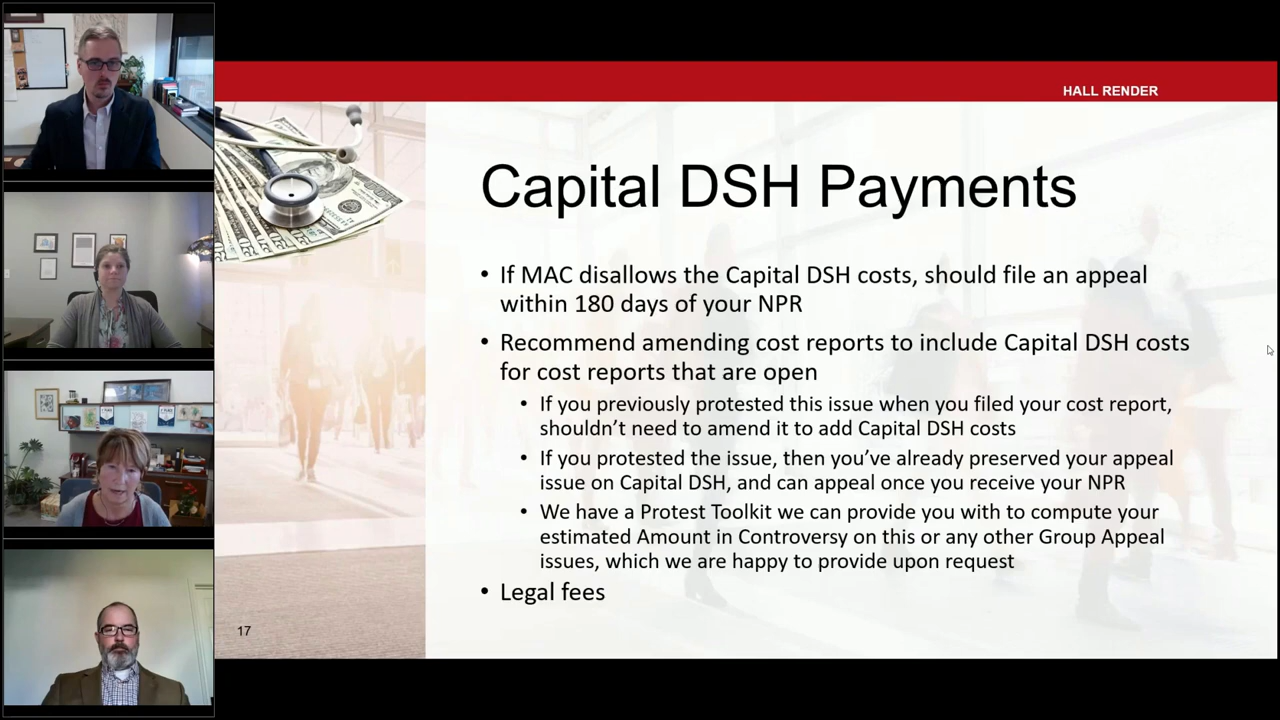 HALL RENDER
Capital DSH Payments
• If MAC disallows the Capital DSH costs, should file an appeal
within 180 days of your NPR
• Recommend amending cost reports to include Capital DSH costs
for cost reports that are open
• If you previously protested this issue when you filed your cost report,
shouldn't need to amend it to add Capital DSH costs
• If you protested the issue, then you've already preserved your appeal
issue on Capital DSH, and can appeal once you receive your NPR
• We have a Protest Toolkit we can provide you with to compute your
estimated Amount in Controversy on this or any other Group Appeal
issues, which we are happy to provide upon request
• Legal fees
17